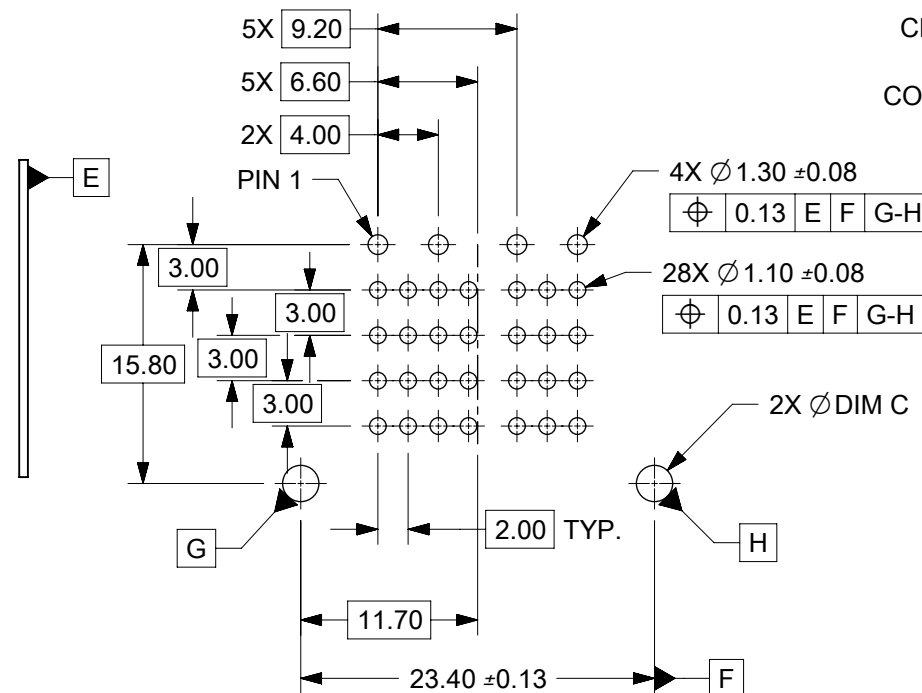 5X 9.20
CI
5X 6.60
CO
2X 4.00
E
PIN 1
4X ∅ 1.30 ±0.08
⌖ 0.13 E F G-H
3.00
28X ∅ 1.10 ±0.08
3.00
⌖ 0.13 E F G-H
15.80
3.00
3.00
2X ∅ DIM C
G
2.00 TYP.
H
11.70
23.40 ±0.13
F